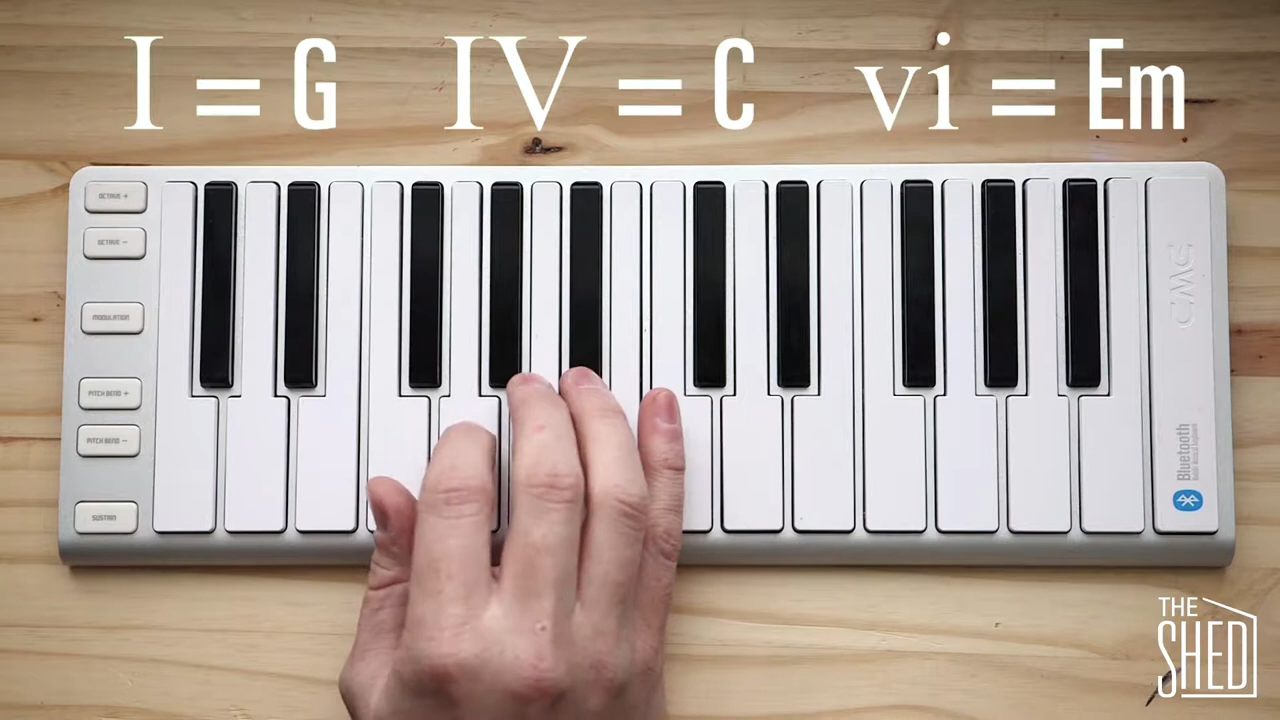 I = G IV = C vi = Em
OCTAVE +
OCTAVE −
MODULATION
PITCH BEND +
PITCH BEND −
SUSTAIN
CME
Bluetooth
THE
SHED